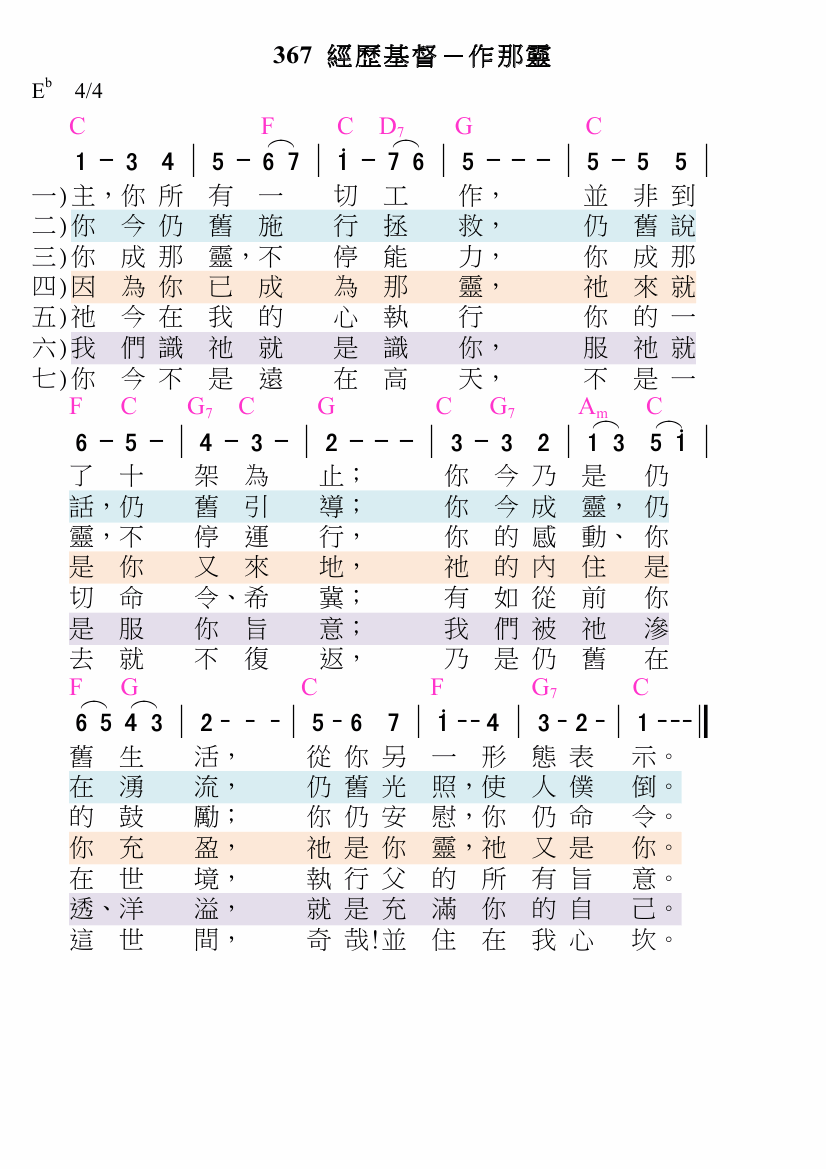 367 經歷基督－作那靈
Eb 4/4
C F C D7 G C
1 - 3 4 | 5 - 6 7 | i - 7 6 | 5 - - - | 5 - 5 5 |
一)主，你所有一切工作，並非到
二)你今仍舊施行拯救，仍舊說
三)你成那靈，不停能力，你成那
四)因為你已成為那靈，祂來就
五)祂今在我的心執行你的一
六)我們識祂就是識你，服祂就
七)你今不是遠在高天，不是一
F C G7 C G C G7 Am C
6 - 5 - | 4 - 3 - | 2 - - - | 3 - 3 2 | 1 3 5 i |
了十架為止；你今乃是仍
話，仍舊引導；你今成靈，仍
靈，不停運行，你的感動、你
是你又來地，祂的內住是
切命令、希冀；有如從前你
是服你旨意；我們被祂滲
去就不復返，乃是仍舊在
F G C F G7 C
6 5 4 3 | 2 - - - | 5 - 6 7 | i - - 4 | 3 - 2 - | 1 - - - ‖
舊生活，從你另一形態表示。
在湧流，仍舊光照，使人僕倒。
的鼓勵；你仍安慰，你仍命令。
你充盈，祂是你靈，祂又是你。
在世境，執行父的所有旨意。
透、洋溢，就是充滿你的自己。
這世間，奇哉!並住在我心坎。